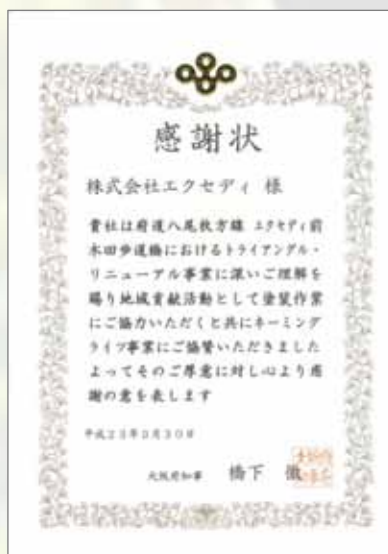 感謝状
株式会社エクセディ 様
貴社は府道八尾枚方線 エクセディ前
木田歩道橋におけるトライアングル・
リニューアル事業に深いご理解を
賜り地域貢献活動として塗装作業
にご協力いただくと共にネーミング
ライツ事業にご協賛いただきました
よってそのご厚意に対し心より感
謝の意を表します
平成23年3月30日
大阪府知事 橋下 徹